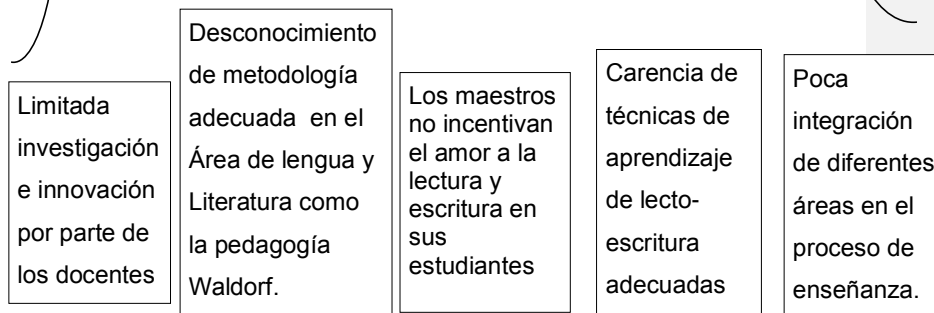 Limitada
investigación
e innovación
por parte de
los docentes
Desconocimiento
de metodología
adecuada en el
Área de lengua y
Literatura como
la pedagogía
Waldorf.
Los maestros
no incentivan
el amor a la
lectura y
escritura en
sus
estudiantes
Carencia de
técnicas de
aprendizaje
de lecto-
escritura
adecuadas
Poca
integración
de diferentes
áreas en el
proceso de
enseñanza.